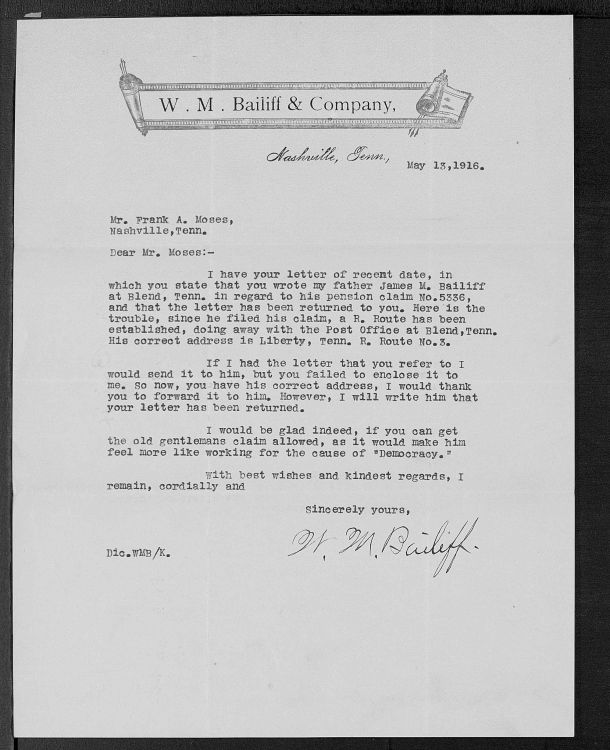 W. M. Bailiff & Company,
Nashville, Tenn., May 13,1916.
Mr. Frank A. Moses,
Nashville,Tenn.
Dear Mr. Moses:-
I have your letter of recent date, in
which you state that you wrote my father James M. Bailiff
at Blend, Tenn. in regard to his pension claim No.5336,
and that the letter has been returned to you. Here is the
trouble, since he filed his claim, a R. Route has been
established, doing away with the Post Office at Blend,Tenn.
His correct address is Liberty, Tenn. R. Route No.3.
If I had the letter that you refer to I
would send it to him, but you failed to enclose it to
me. So now, you have his correct address, I would thank
you to forward it to him. However, I will write him that
your letter has been returned.
I would be glad indeed, if you can get
the old gentlemans claim allowed, as it would make him
feel more like working for the cause of "Democracy."
With best wishes and kindest regards, I
remain, cordially and
Sincerely yours,
W. M. Bailiff.
Dic.WMB/K.